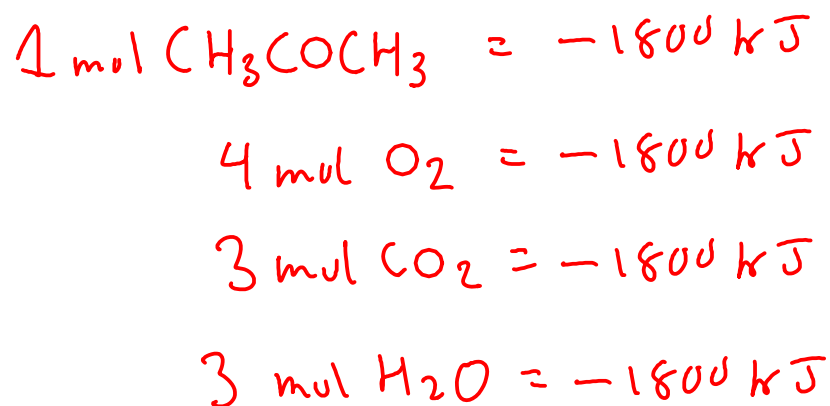 1 mol CH₃COCH₃ = -1800 kJ
4 mol O₂ = -1800 kJ
3 mol CO₂ = -1800 kJ
3 mol H₂O = -1800 kJ